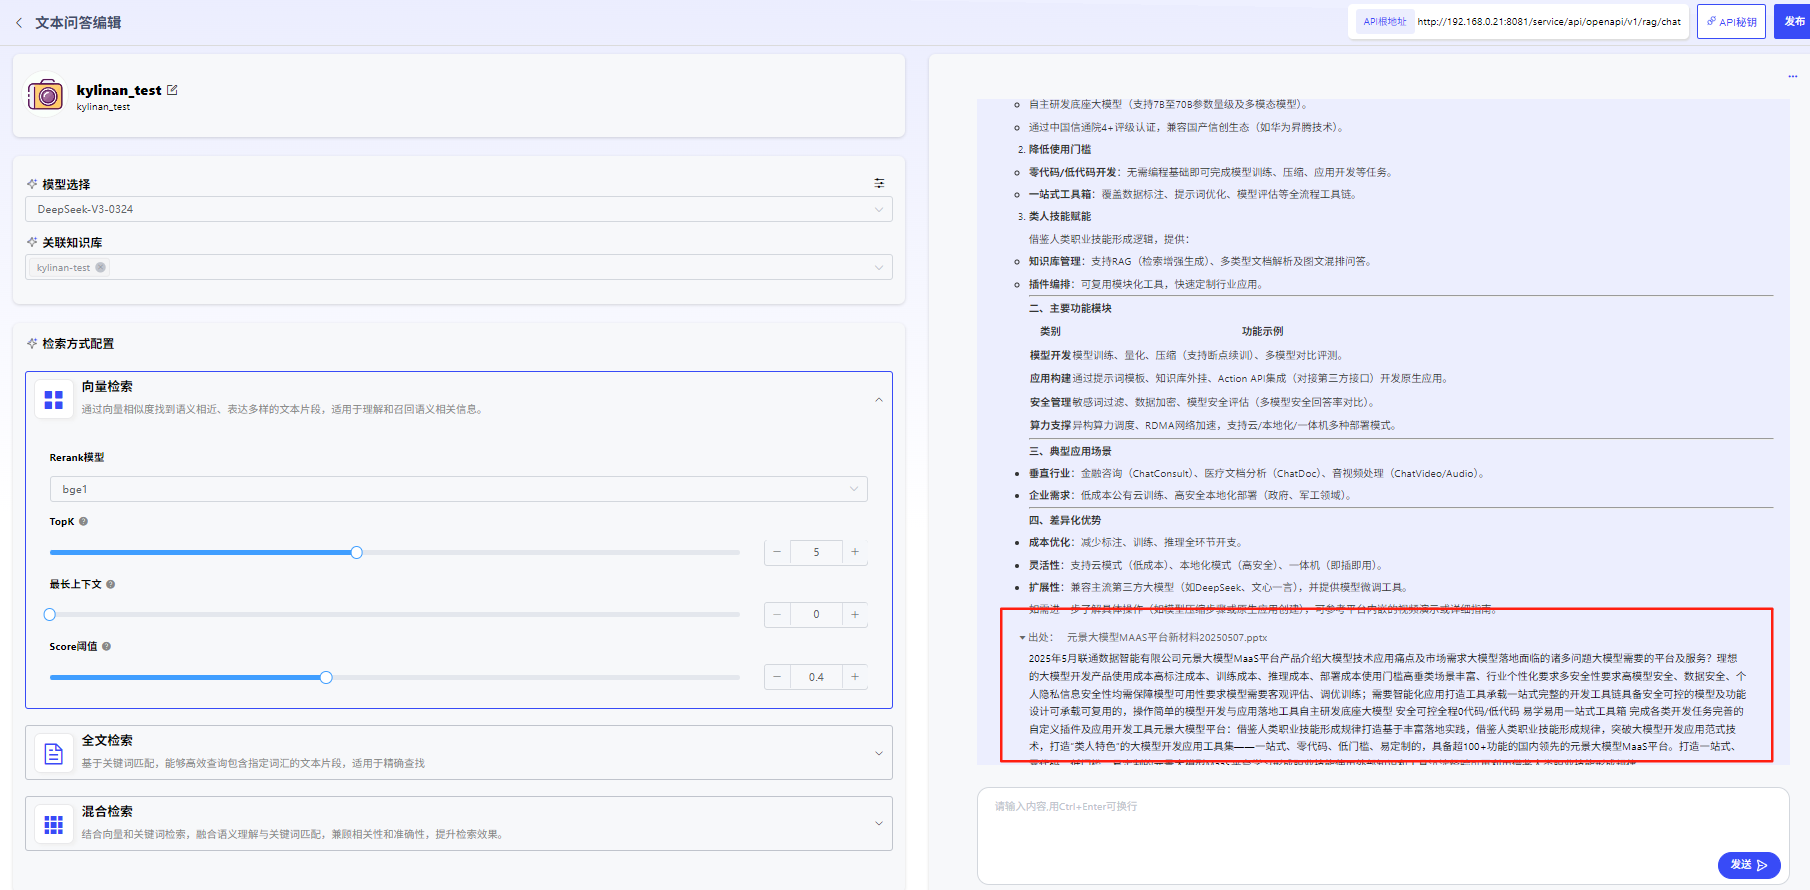 文本问答编辑
API根地址 http://192.168.0.21:8081/service/api/openapi/v1/rag/chat API秘钥 发布
kylinan_test
kylinan_test
模型选择
DeepSeek-V3-0324
关联知识库
kylinan-test
检索方式配置
向量检索
通过向量相似度找到语义相近、表达多样的文本片段，适用于理解和召回语义相关信息。
Rerank模型
bge1
TopK
5
最长上下文
0
Score阈值
0.4
全文检索
基于关键词匹配，能够高效查询包含指定词汇的文本片段，适用于精确查找
混合检索
结合向量和关键词检索，融合语义理解与关键词匹配，兼顾相关性和准确性，提升检索效果。
自主研发底座大模型（支持7B至70B参数量级及多模态模型）。
通过中国信通院4+评级认证，兼容国产信创生态（如华为昇腾技术）。
2. 降低使用门槛
零代码/低代码开发：无需编程基础即可完成模型训练、压缩、应用开发等任务。
一站式工具箱：覆盖数据标注、提示词优化、模型评估等全流程工具链。
3. 类人技能赋能
借鉴人类职业技能形成逻辑，提供：
知识库管理：支持RAG（检索增强生成）、多类型文档解析及图文混排问答。
插件编排：可复用模块化工具，快速定制行业应用。
二、主要功能模块
类别 功能示例
模型开发 模型训练、量化、压缩（支持断点续训）、多模型对比评测。
应用构建 通过提示词模板、知识库外挂、Action API集成（对接第三方接口）开发原生应用。
安全管理 敏感词过滤、数据加密、模型安全评估（多模型安全回答率对比）。
算力支撑 异构算力调度、RDMA网络加速，支持云/本地化/一体机多种部署模式。
三、典型应用场景
垂直行业：金融咨询（ChatConsult）、医疗文档分析（ChatDoc）、音视频处理（ChatVideo/Audio）。
企业需求：低成本公有云训练、高安全本地化部署（政府、军工领域）。
四、差异化优势
成本优化：减少标注、训练、推理全环节开支。
灵活性：支持云模式（低成本）、本地化模式（高安全）、一体机（即插即用）。
扩展性：兼容主流第三方大模型（如DeepSeek、文心一言），并提供模型微调工具。
如需进一步了解具体操作（如模型压缩步骤或原生应用创建），可参考平台内嵌的视频演示或详细指南。
出处： 元景大模型MAAS平台新材料20250507.pptx
2025年5月联通数据智能有限公司元景大模型MaaS平台产品介绍大模型技术应用痛点及市场需求大模型落地面临的诸多问题大模型需要的平台及服务？理想
的大模型开发产品使用成本高标注成本、训练成本、推理成本、部署成本使用门槛高垂类场景丰富、行业个性化要求多安全性要求高模型安全、数据安全、个
人隐私信息安全性均需保障模型可用性要求模型需要客观评估、调优训练；需要智能化应用打造工具承载一站式完整的开发工具链具备安全可控的模型及功能
设计可承载可复用的，操作简单的模型开发与应用落地工具自主研发底座大模型 安全可控全程0代码/低代码 易学易用一站式工具箱 完成各类开发任务完善的
自定义插件及应用开发工具元景大模型平台：借鉴人类职业技能形成规律打造基于丰富落地实践，借鉴人类职业技能形成规律，突破大模型开发应用范式技
术，打造“类人特色”的大模型开发应用工具集——一站式、零代码、低门槛、易定制的，具备超100+功能的国内领先的元景大模型MaaS平台。打造一站式、
请输入内容,用Ctrl+Enter可换行
发送